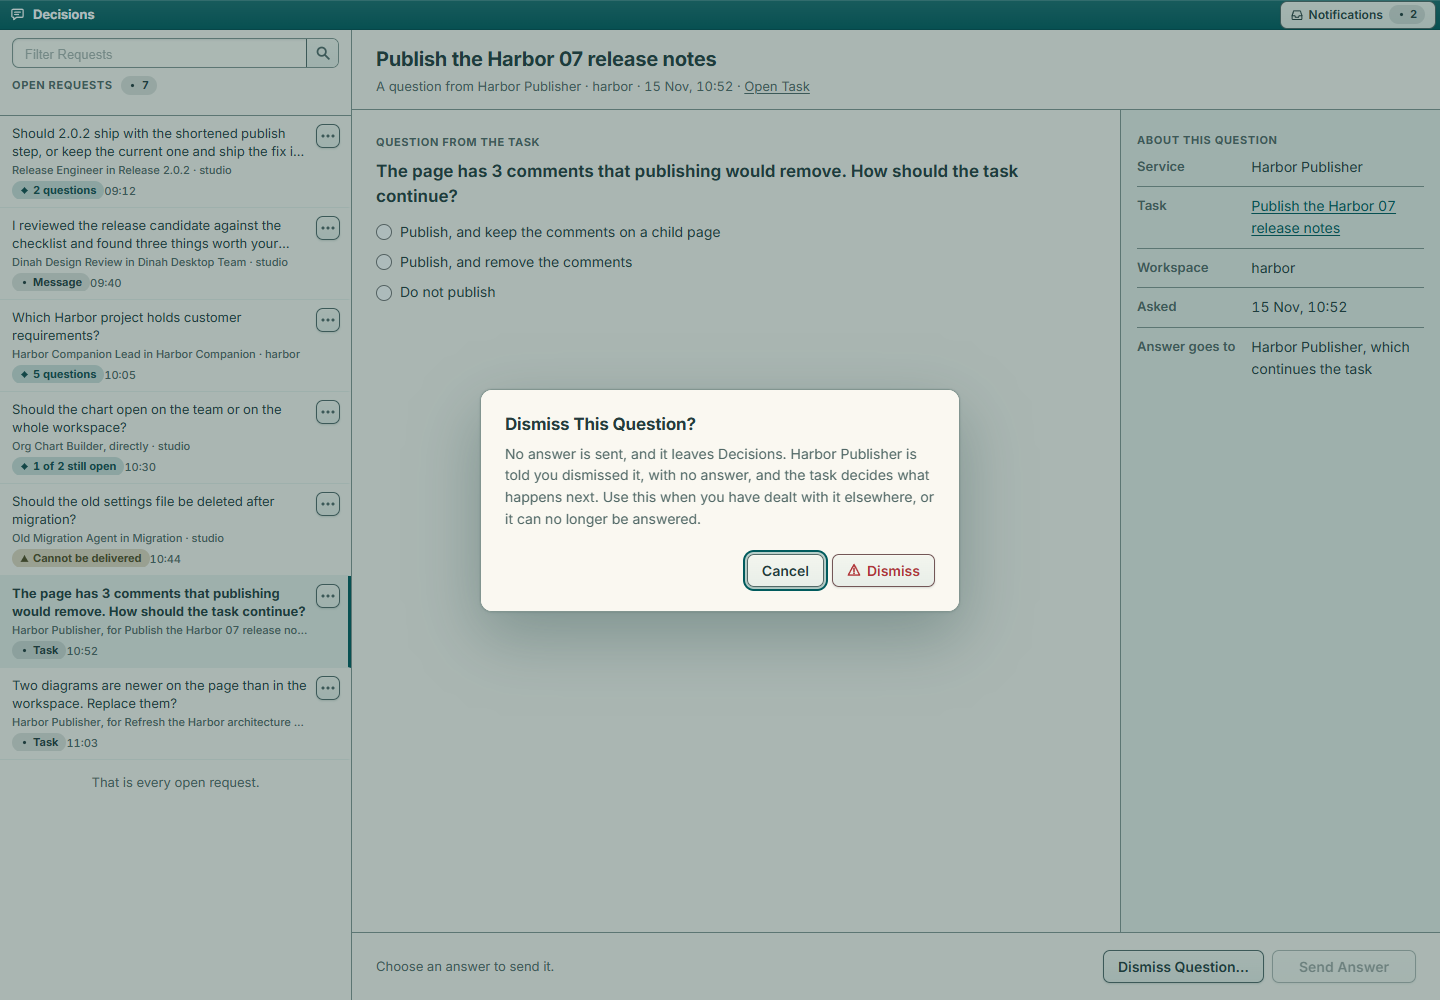 Decisions
Notifications • 2
Filter Requests
OPEN REQUESTS • 7
Should 2.0.2 ship with the shortened publish
step, or keep the current one and ship the fix i...
Release Engineer in Release 2.0.2 · studio
2 questions 09:12
I reviewed the release candidate against the
checklist and found three things worth your...
Dinah Design Review in Dinah Desktop Team · studio
• Message 09:40
Which Harbor project holds customer
requirements?
Harbor Companion Lead in Harbor Companion · harbor
5 questions 10:05
Should the chart open on the team or on the
whole workspace?
Org Chart Builder, directly · studio
1 of 2 still open 10:30
Should the old settings file be deleted after
migration?
Old Migration Agent in Migration · studio
Cannot be delivered 10:44
The page has 3 comments that publishing
would remove. How should the task continue?
Harbor Publisher, for Publish the Harbor 07 release no...
• Task 10:52
Two diagrams are newer on the page than in the
workspace. Replace them?
Harbor Publisher, for Refresh the Harbor architecture ...
• Task 11:03
That is every open request.
Publish the Harbor 07 release notes
A question from Harbor Publisher · harbor · 15 Nov, 10:52 · Open Task
QUESTION FROM THE TASK
The page has 3 comments that publishing would remove. How should the task
continue?
Publish, and keep the comments on a child page
Publish, and remove the comments
Do not publish
Dismiss This Question?
No answer is sent, and it leaves Decisions. Harbor Publisher is
told you dismissed it, with no answer, and the task decides what
happens next. Use this when you have dealt with it elsewhere, or
it can no longer be answered.
Cancel
Dismiss
ABOUT THIS QUESTION
Service Harbor Publisher
Task Publish the Harbor 07
release notes
Workspace harbor
Asked 15 Nov, 10:52
Answer goes to Harbor Publisher, which
continues the task
Choose an answer to send it.
Dismiss Question...
Send Answer